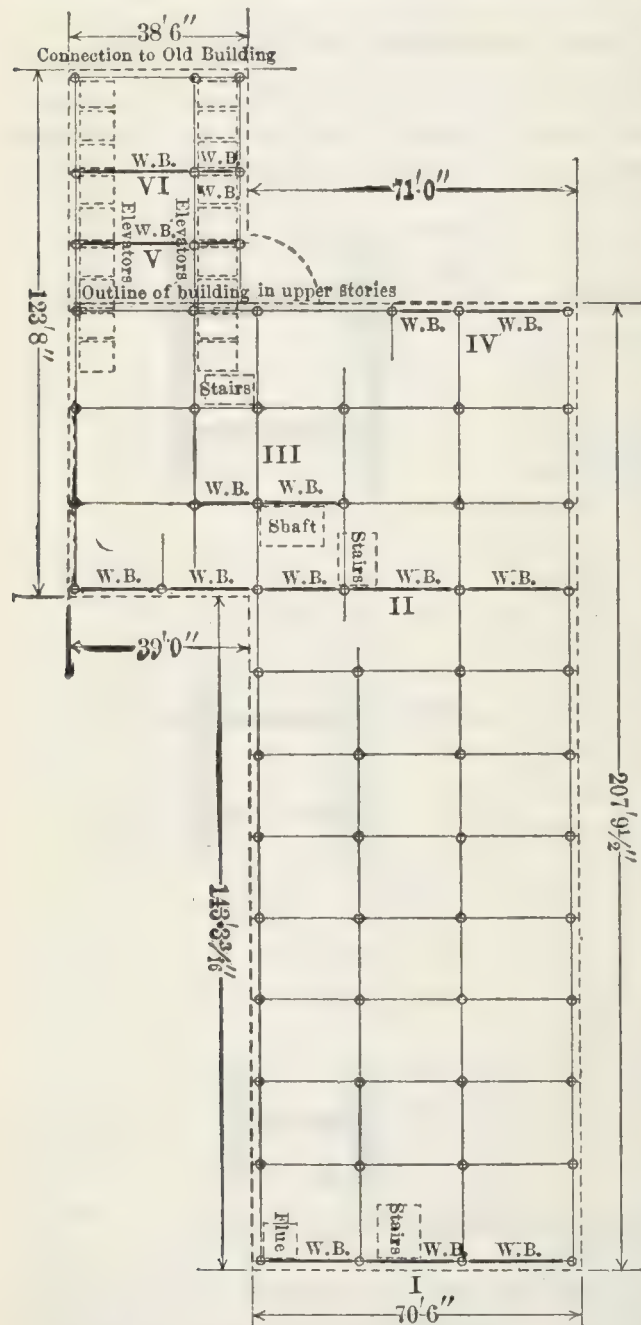 38'6"
Connection to Old Building
W.B.
W.B.
VI
W.B.
71'0"
Elevators
Elevators
W.B.
V
123'8"
Outline of building in upper stories
W.B.
W.B.
IV
Stairs
III
W.B.
W.B.
Shaft
Stairs
W.B.
W.B.
W.B.
W.B.
W.B.
II
39'0"
207'9½"
Flue
Stairs
W.B.
W.B.
W.B.
I
70'6"